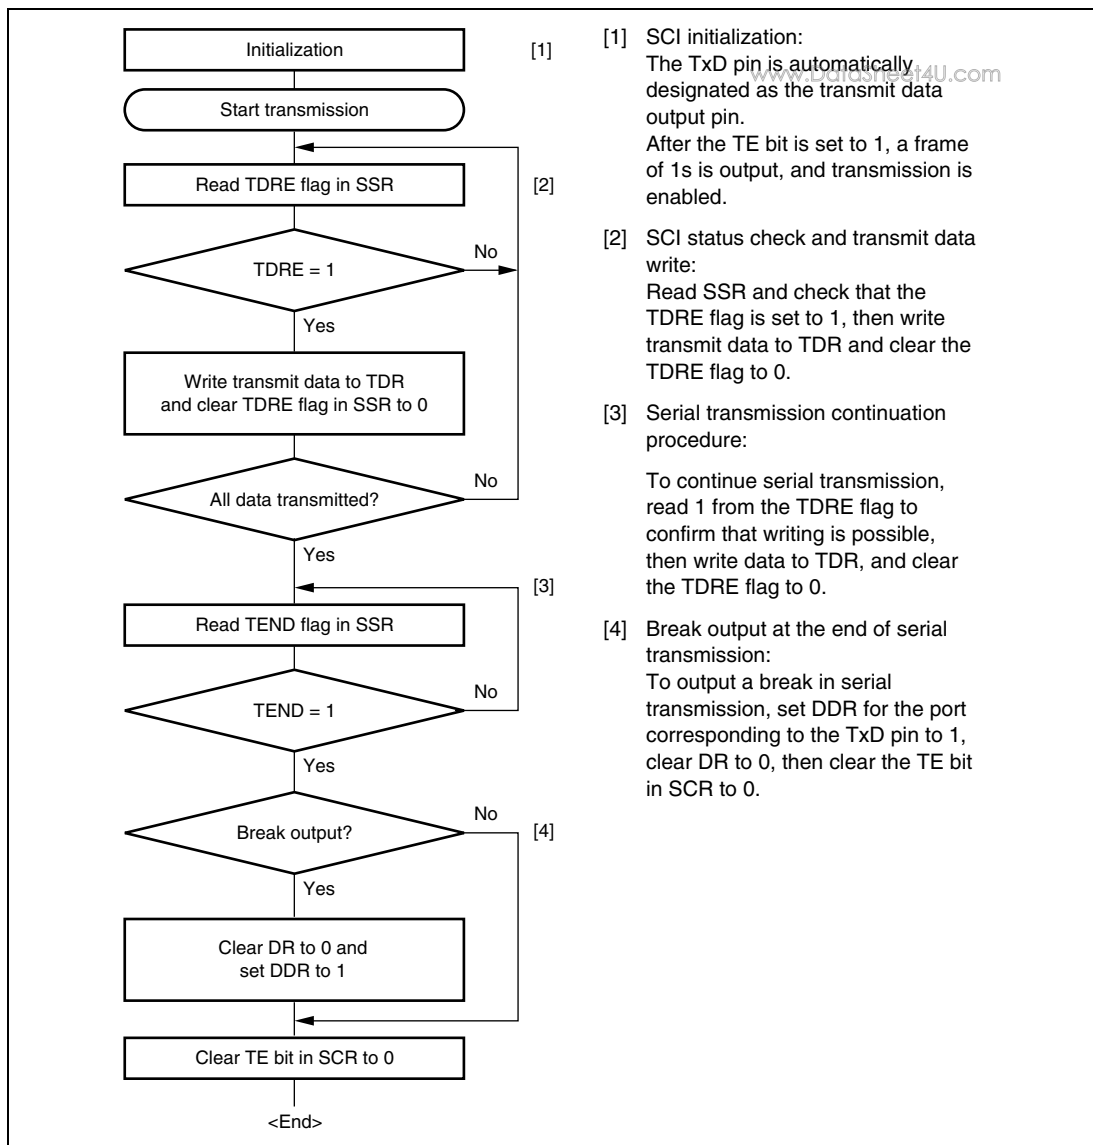 Initialization
[1]
Start transmission
Read TDRE flag in SSR
[2]
TDRE = 1
No
Yes
Write transmit data to TDR
and clear TDRE flag in SSR to 0
All data transmitted?
No
Yes
[3]
Read TEND flag in SSR
TEND = 1
No
Yes
Break output?
No
[4]
Yes
Clear DR to 0 and
set DDR to 1
Clear TE bit in SCR to 0
<End>
[1] SCI initialization:
The TxD pin is automatically
www.DataSheet4U.com
designated as the transmit data
output pin.
After the TE bit is set to 1, a frame
of 1s is output, and transmission is
enabled.
[2] SCI status check and transmit data
write:
Read SSR and check that the
TDRE flag is set to 1, then write
transmit data to TDR and clear the
TDRE flag to 0.
[3] Serial transmission continuation
procedure:
To continue serial transmission,
read 1 from the TDRE flag to
confirm that writing is possible,
then write data to TDR, and clear
the TDRE flag to 0.
[4] Break output at the end of serial
transmission:
To output a break in serial
transmission, set DDR for the port
corresponding to the TxD pin to 1,
clear DR to 0, then clear the TE bit
in SCR to 0.